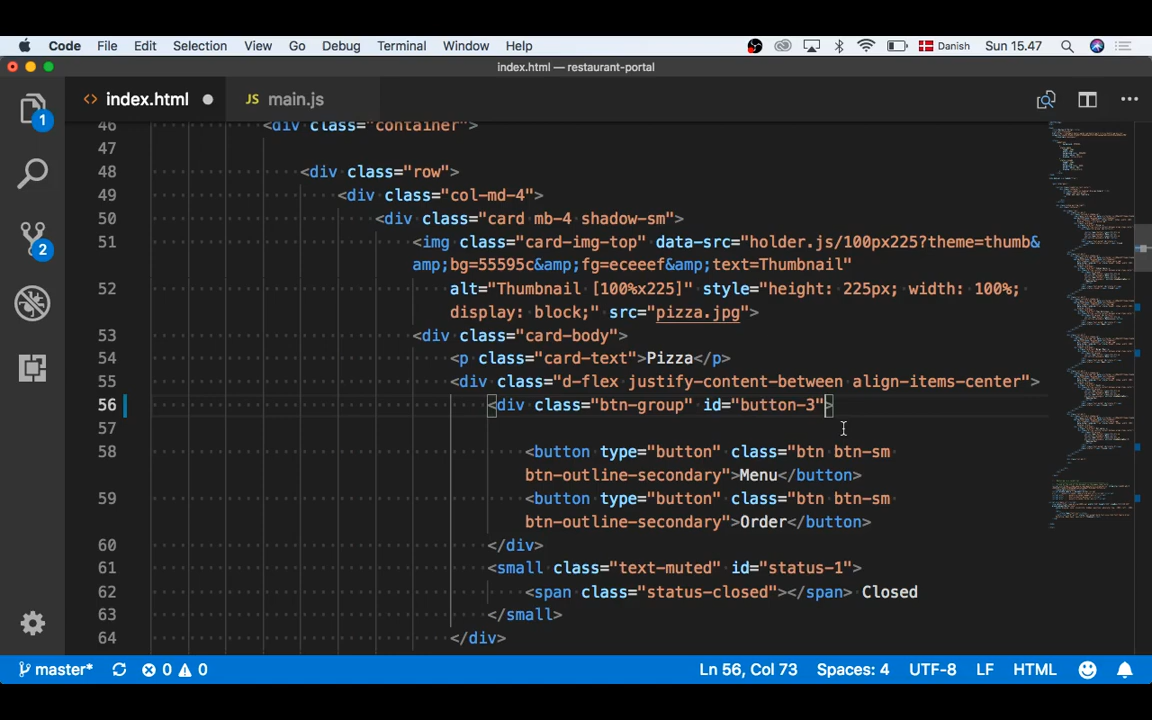 Code File Edit Selection View Go Debug Terminal Window Help Danish Sun 15.47
index.html — restaurant-portal
<> index.html ● JS main.js
1
2
46 <div class="container">
47
48 <div class="row">
49 <div class="col-md-4">
50 <div class="card mb-4 shadow-sm">
51 <img class="card-img-top" data-src="holder.js/100px225?theme=thumb&
amp;bg=55595c&amp;fg=eceeef&amp;text=Thumbnail"
52 alt="Thumbnail [100%x225]" style="height: 225px; width: 100%;
display: block;" src="pizza.jpg">
53 <div class="card-body">
54 <p class="card-text">Pizza</p>
55 <div class="d-flex justify-content-between align-items-center">
56 <div class="btn-group" id="button-3">
57
58 <button type="button" class="btn btn-sm
btn-outline-secondary">Menu</button>
59 <button type="button" class="btn btn-sm
btn-outline-secondary">Order</button>
60 </div>
61 <small class="text-muted" id="status-1">
62 <span class="status-closed"></span> Closed
63 </small>
64 </div>
master* 0 0 Ln 56, Col 73 Spaces: 4 UTF-8 LF HTML